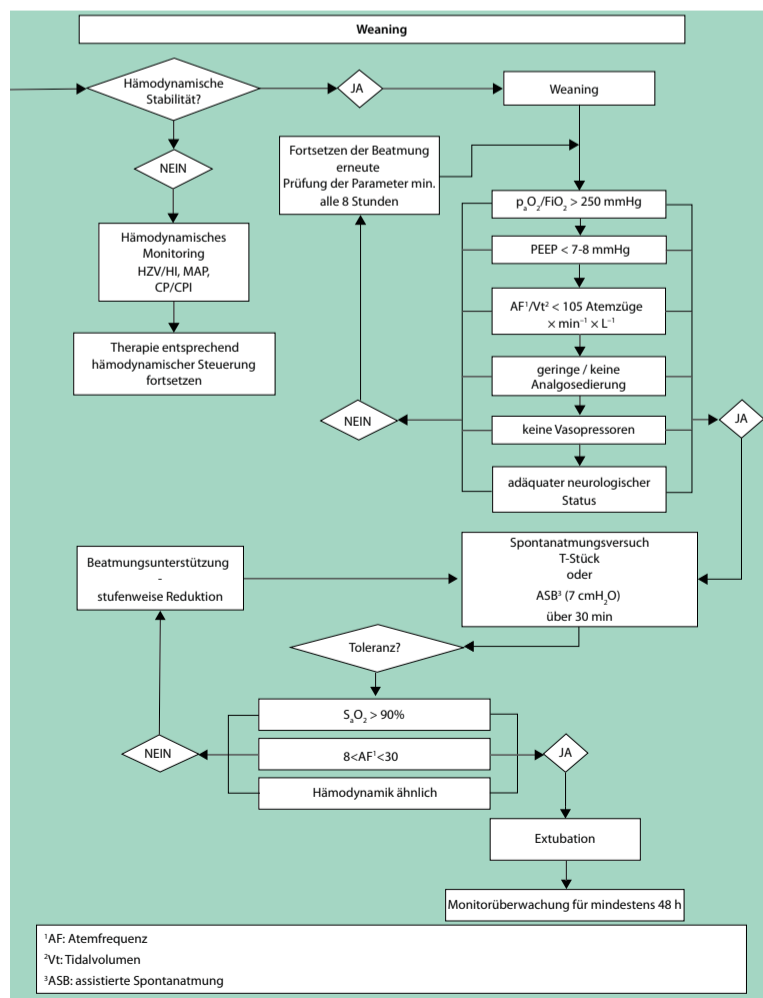 Weaning
Hämodynamische
Stabilität?
JA
Weaning
NEIN
Hämodynamisches
Monitoring
HZV/HI, MAP,
CP/CPI
Therapie entsprechend
hämodynamischer Steuerung
fortsetzen
Fortsetzen der Beatmung
erneute
Prüfung der Parameter min.
alle 8 Stunden
pₐO₂/FiO₂ > 250 mmHg
PEEP < 7-8 mmHg
AF¹/Vt² < 105 Atemzüge
× min⁻¹ × L⁻¹
geringe / keine
Analgosedierung
keine Vasopressoren
adäquater neurologischer
Status
NEIN
JA
Spontanatmungsversuch
T-Stück
oder
ASB³ (7 cmH₂O)
über 30 min
Beatmungsunterstützung
-
stufenweise Reduktion
Toleranz?
SₐO₂ > 90%
8<AF¹<30
Hämodynamik ähnlich
NEIN
JA
Extubation
Monitorüberwachung für mindestens 48 h
¹AF: Atemfrequenz
²Vt: Tidalvolumen
³ASB: assistierte Spontanatmung